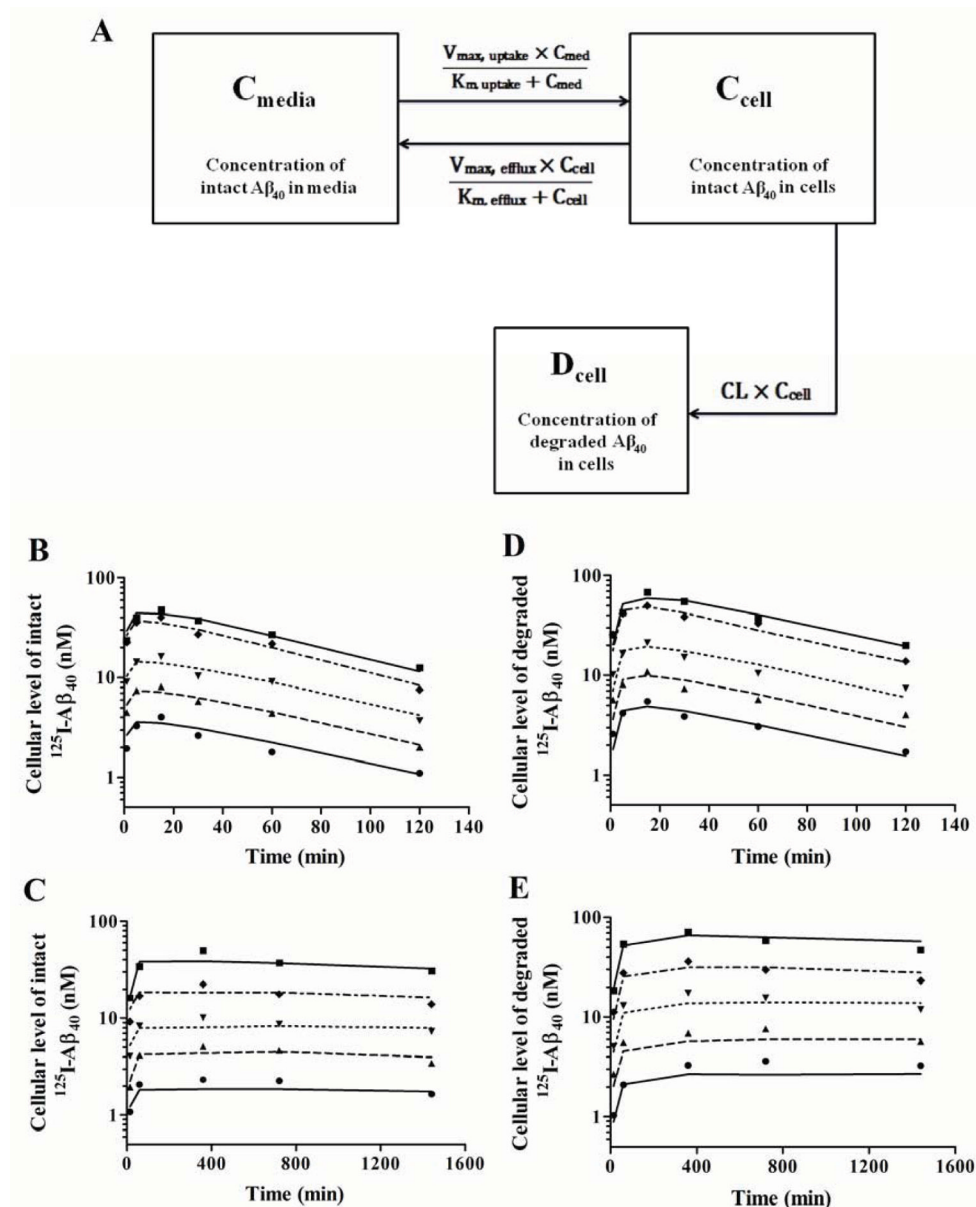 A
C_media
Concentration of
intact Aβ₄₀ in media
V_max, uptake × C_med
K_m, uptake + C_med
V_max, efflux × C_cell
K_m, efflux + C_cell
C_cell
Concentration of
intact Aβ₄₀ in cells
D_cell
Concentration of
degraded Aβ₄₀
in cells
CL × C_cell
B
Cellular level of intact
¹²⁵I-Aβ₄₀ (nM)
100
10
1
0 20 40 60 80 100 120 140
Time (min)
D
Cellular level of degraded
¹²⁵I-Aβ₄₀ (nM)
100
10
1
0 20 40 60 80 100 120 140
Time (min)
C
Cellular level of intact
¹²⁵I-Aβ₄₀ (nM)
100
10
1
0 400 800 1200 1600
Time (min)
E
Cellular level of degraded
¹²⁵I-Aβ₄₀ (nM)
100
10
1
0 400 800 1200 1600
Time (min)